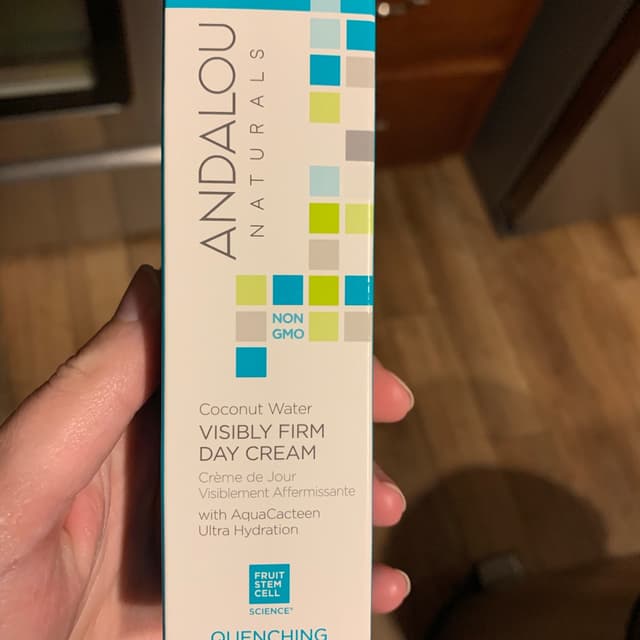 ANDALOU
NATURALS
NON
GMO
Coconut Water
VISIBLY FIRM
DAY CREAM
Crème de Jour
Visiblement Affermissante
with AquaCacteen
Ultra Hydration
FRUIT
STEM
CELL
SCIENCE®
QUENCHING